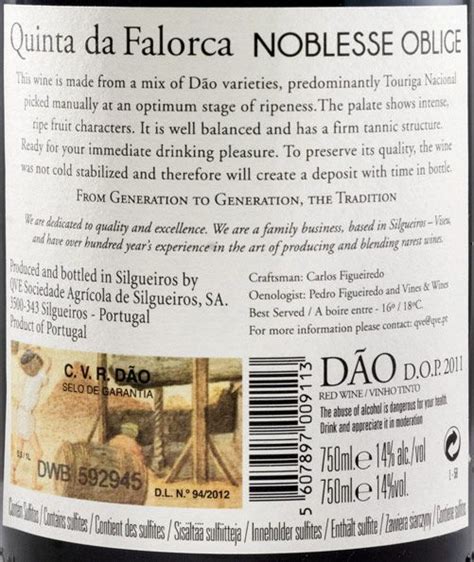 Quinta da Falorca NOBLESSE OBLIGE
This wine is made from a mix of Dão varieties, predominantly Touriga Nacional
picked manually at an optimum stage of ripeness.The palate shows intense,
ripe fruit characters. It is well balanced and has a firm tannic structure.
Ready for your immediate drinking pleasure. To preserve its quality, the wine
was not cold stabilized and therefore will create a deposit with time in bottle.
FROM GENERATION TO GENERATION, THE TRADITION
We are dedicated to quality and excellence. We are a family business, based in Silgueiros – Viseu,
and have over hundred year's experience in the art of producing and blending rarest wines.
Produced and bottled in Silgueiros by
QVE Sociedade Agrícola de Silgueiros, SA.
3500-343 Silgueiros - Portugal
Product of Portugal
Craftsman: Carlos Figueiredo
Oenologist: Pedro Figueiredo and Vines & Wines
Best Served / A boire entre - 16º / 18ºC.
For more information please contact: qve@qve.pt
C. V. R. DÃO
SELO DE GARANTIA
DWB 592945
D.L. N.º 94/2012
5 607897 009113
DÃO D.O.P. 2011
RED WINE / VINHO TINTO
The abuse of alcohol is dangerous for your health.
Drink and appreciate it in moderation
750ml e 14% alc./vol
750ml e 14%vol.
Contém Sulfitos / Contains sulfites / Contient des sulfites / Sisältää sulfiitteja / Inneholder sulfites / Enthält sulfite / Zawiera siarczyny / Contient sulfites